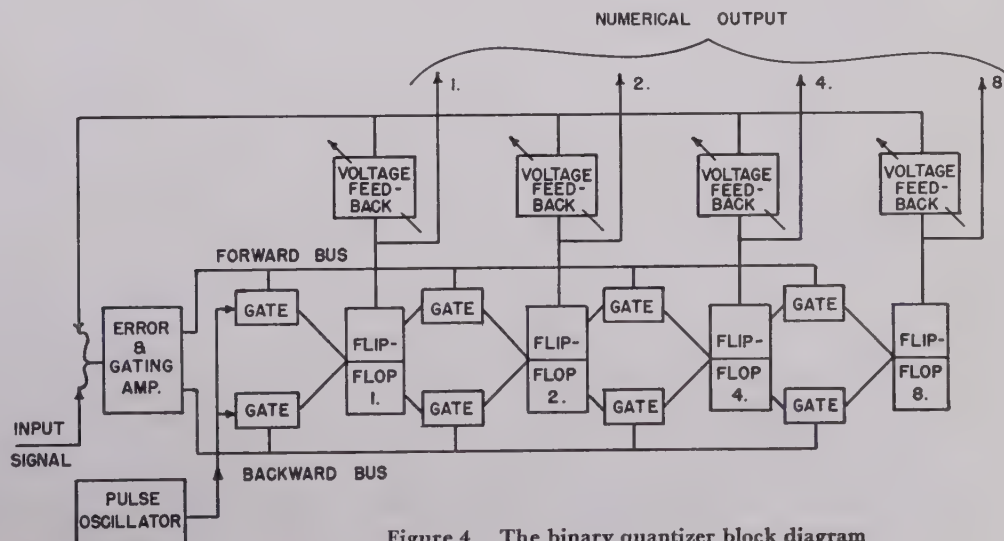 NUMERICAL OUTPUT
1.
2.
4.
8
VOLTAGE
FEED-
BACK
VOLTAGE
FEED-
BACK
VOLTAGE
FEED-
BACK
VOLTAGE
FEED-
BACK
FORWARD BUS
GATE
GATE
GATE
GATE
ERROR
&
GATING
AMP.
FLIP-
FLOP
1.
FLIP-
FLOP
2.
FLIP-
FLOP
4.
FLIP-
FLOP
8.
GATE
GATE
GATE
GATE
INPUT
SIGNAL
BACKWARD BUS
PULSE
OSCILLATOR
Figure 4. The binary quantizer block diagram